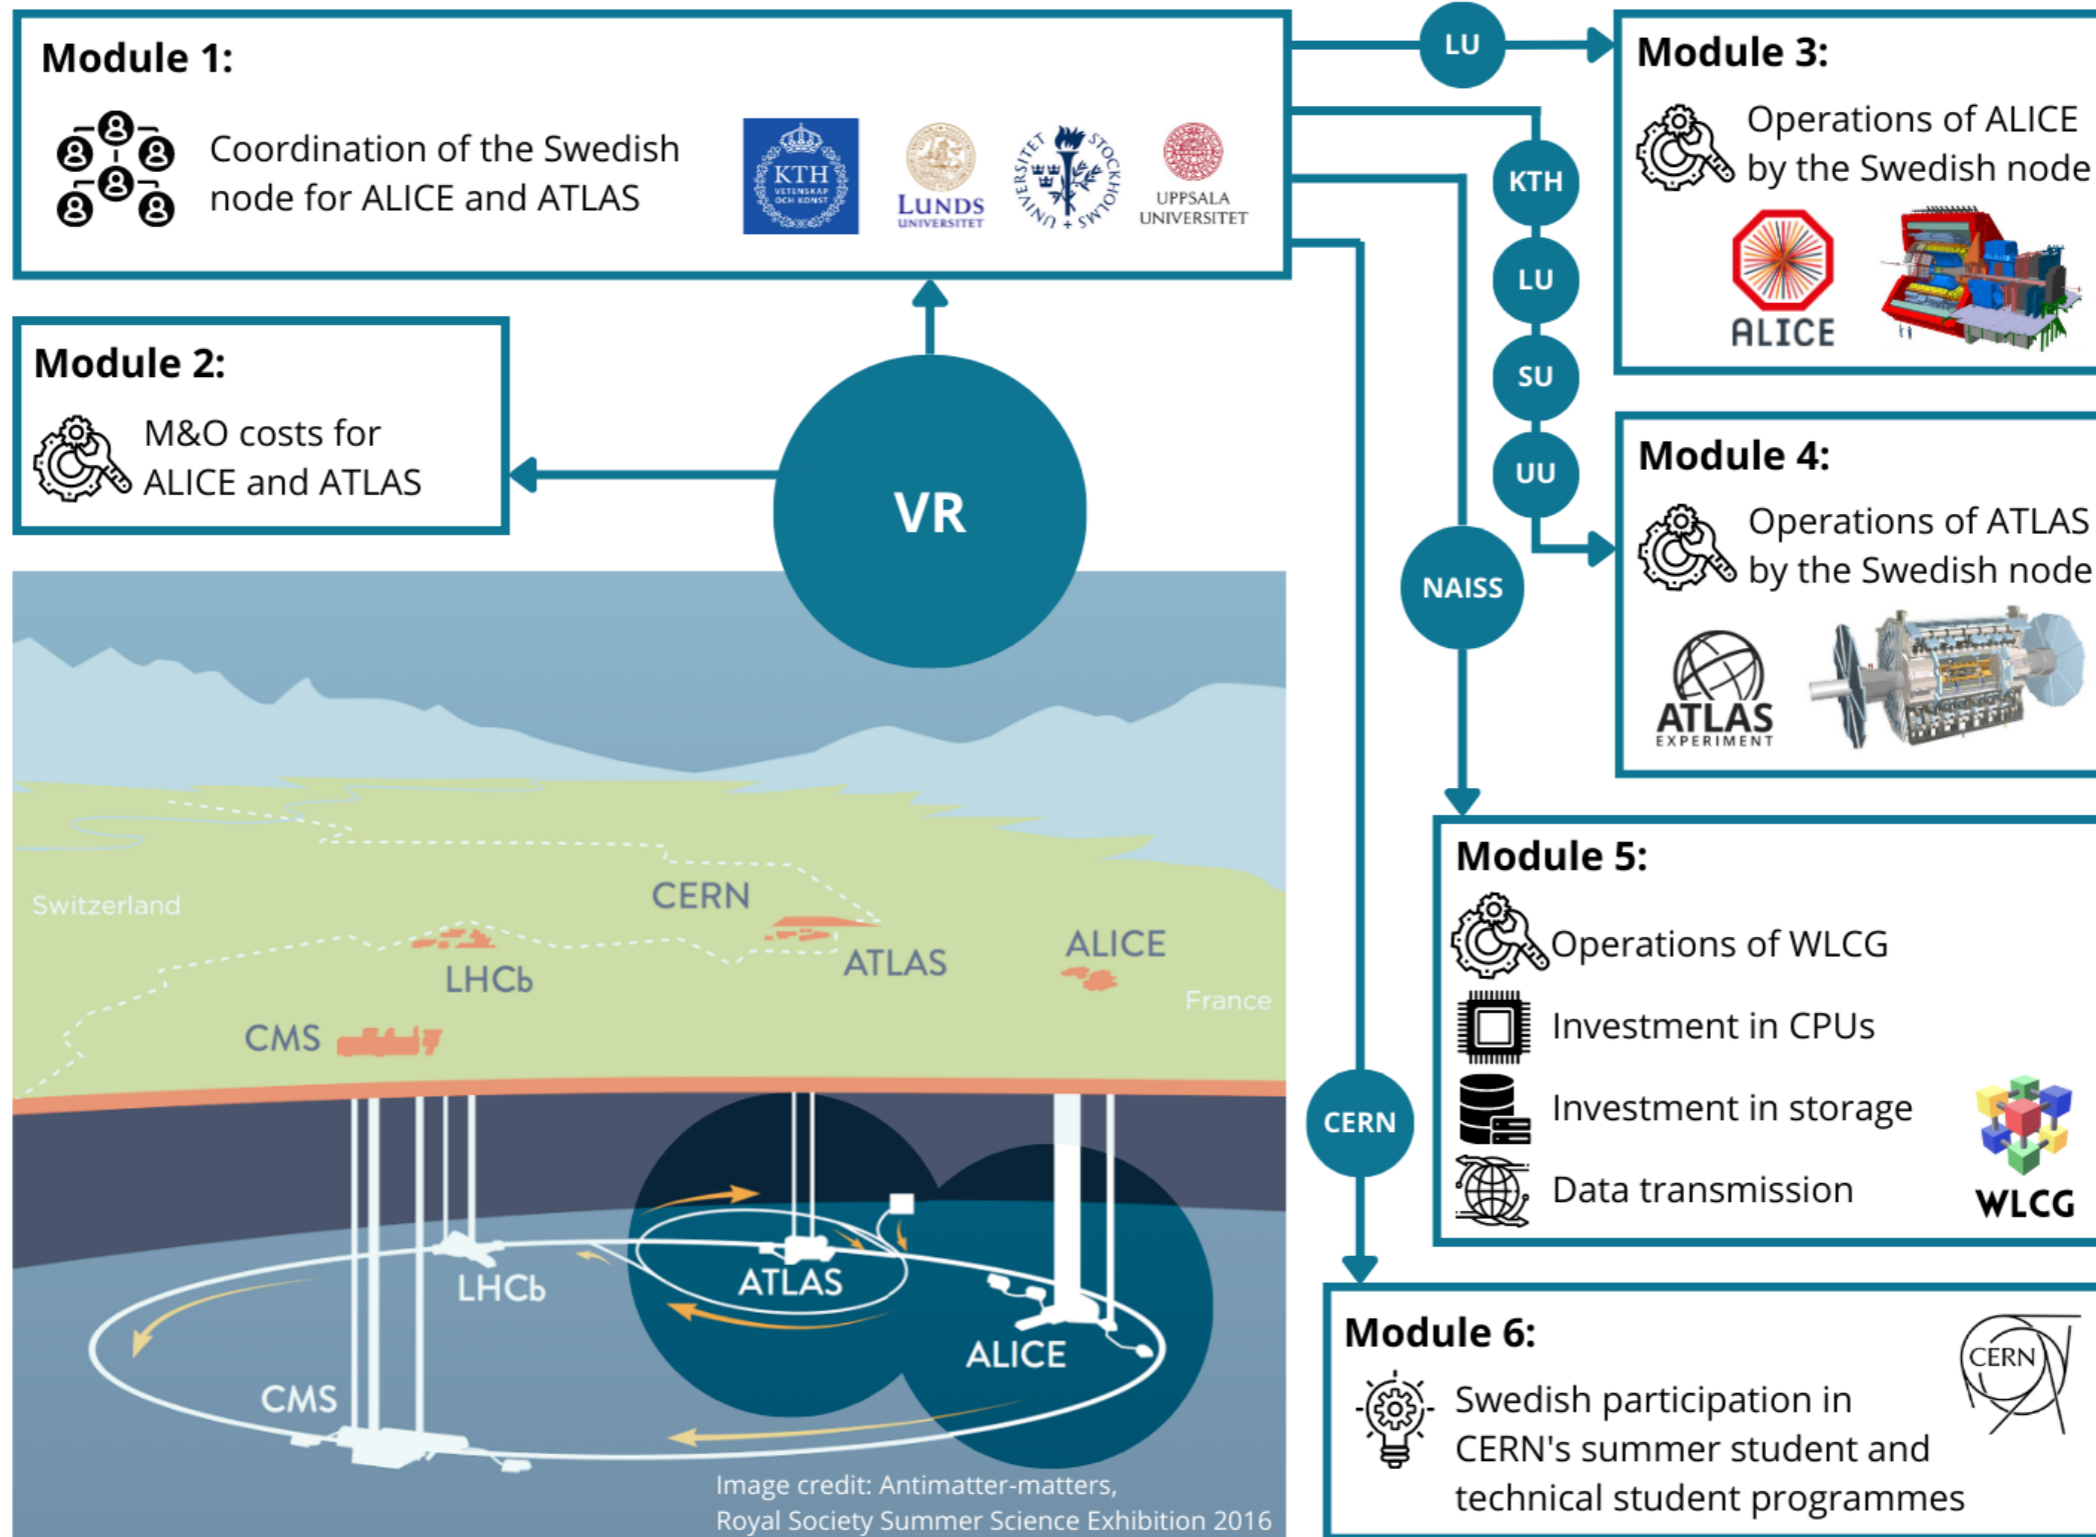 Module 1:
Coordination of the Swedish
node for ALICE and ATLAS
KTH
VETENSKAP
OCH KONST
LUNDS
UNIVERSITET
STOCKHOLMS UNIVERSITET
UPPSALA
UNIVERSITET
LU
Module 3:
Operations of ALICE
by the Swedish node
ALICE
KTH
LU
SU
UU
Module 2:
M&O costs for
ALICE and ATLAS
VR
Module 4:
Operations of ATLAS
by the Swedish node
ATLAS
EXPERIMENT
NAISS
Module 5:
Operations of WLCG
Investment in CPUs
Investment in storage
Data transmission
WLCG
CERN
Module 6:
Swedish participation in
CERN's summer student and
technical student programmes
CERN
Switzerland
CERN
LHCb
ATLAS
ALICE
France
CMS
LHCb
ATLAS
ALICE
CMS
Image credit: Antimatter-matters,
Royal Society Summer Science Exhibition 2016